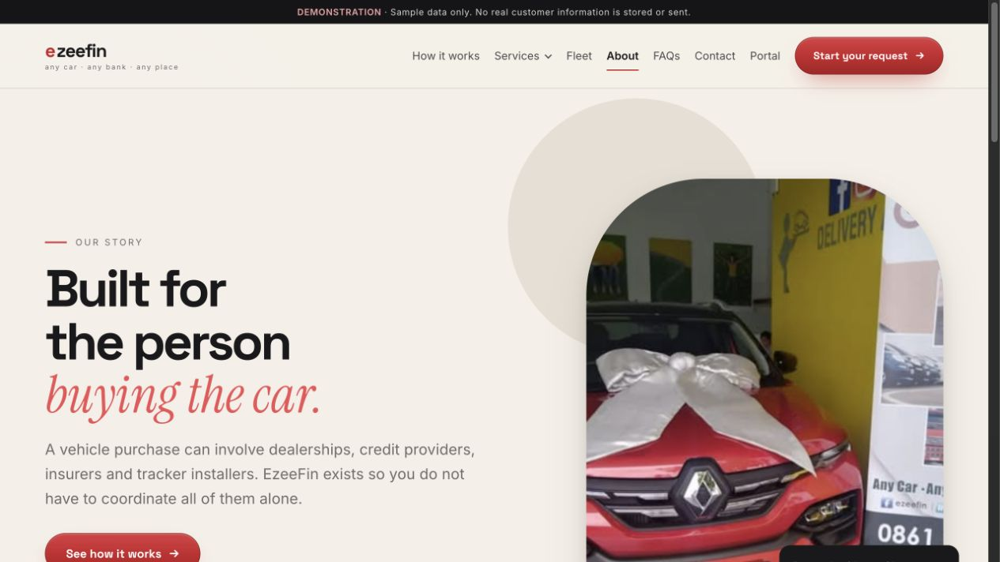 DEMONSTRATION · Sample data only. No real customer information is stored or sent.
ezeefin
any car · any bank · any place
How it works Services Fleet About FAQs Contact Portal Start your request →
OUR STORY
Built for
the person
buying the car.
A vehicle purchase can involve dealerships, credit providers,
insurers and tracker installers. EzeeFin exists so you do not
have to coordinate all of them alone.
See how it works →
DELIVERY
Any Car - Any
ezeefin
0861